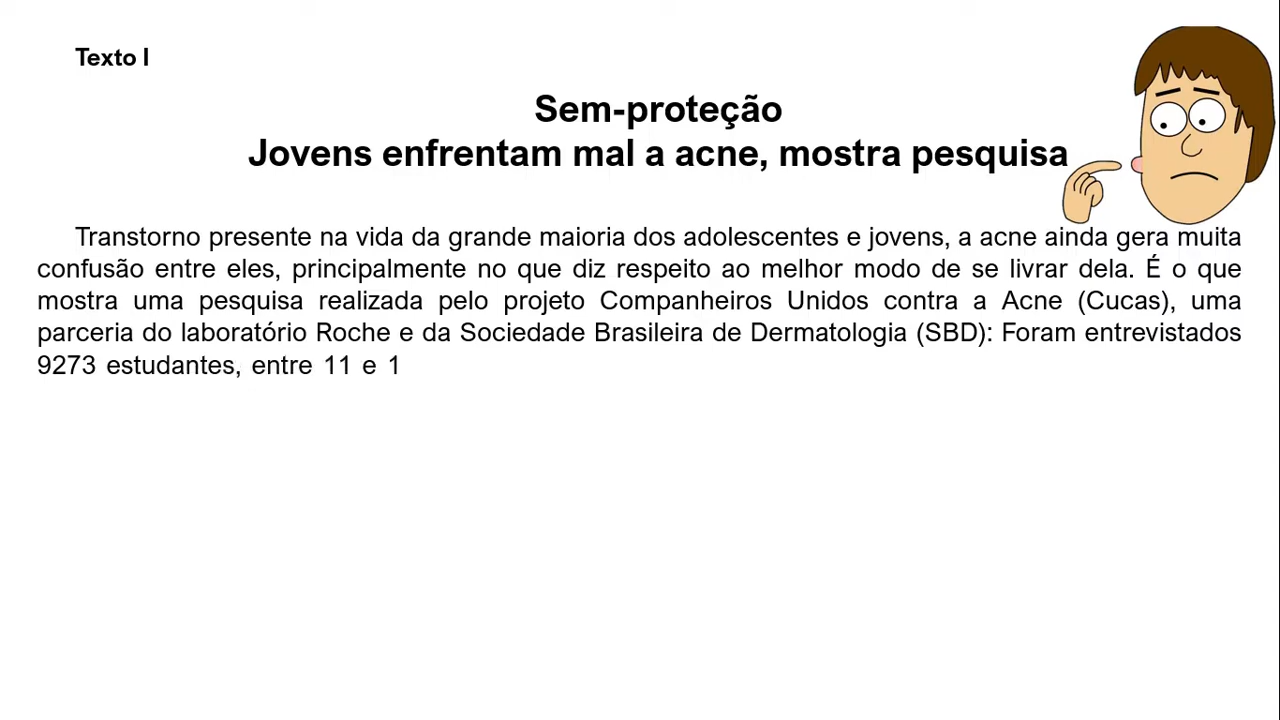 Texto I
Sem-proteção
Jovens enfrentam mal a acne, mostra pesquisa
Transtorno presente na vida da grande maioria dos adolescentes e jovens, a acne ainda gera muita
confusão entre eles, principalmente no que diz respeito ao melhor modo de se livrar dela. É o que
mostra uma pesquisa realizada pelo projeto Companheiros Unidos contra a Acne (Cucas), uma
parceria do laboratório Roche e da Sociedade Brasileira de Dermatologia (SBD): Foram entrevistados
9273 estudantes, entre 11 e 1